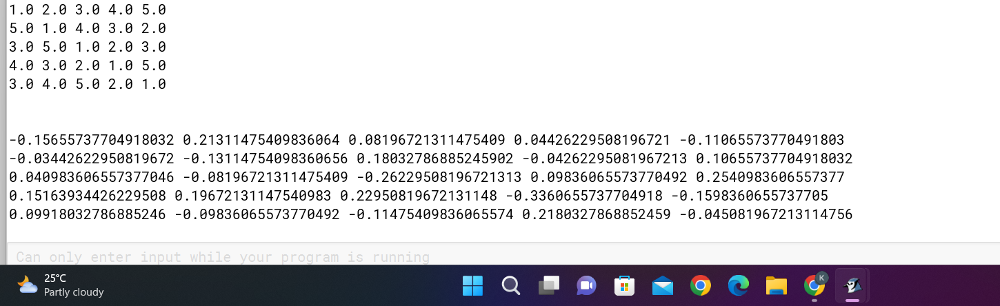 1.0 2.0 3.0 4.0 5.0
5.0 1.0 4.0 3.0 2.0
3.0 5.0 1.0 2.0 3.0
4.0 3.0 2.0 1.0 5.0
3.0 4.0 5.0 2.0 1.0
-0.15655737704918032 0.21311475409836064 0.08196721311475409 0.04426229508196721 -0.11065573770491803
-0.03442622950819672 -0.13114754098360656 0.18032786885245902 -0.04262295081967213 0.10655737704918032
0.040983606557377046 -0.08196721311475409 -0.26229508196721313 0.09836065573770492 0.2540983606557377
0.15163934426229508 0.19672131147540983 0.22950819672131148 -0.3360655737704918 -0.1598360655737705
0.09918032786885246 -0.09836065573770492 -0.11475409836065574 0.2180327868852459 -0.045081967213114756
Can only enter input while your program is running
25°C
Partly cloudy
K